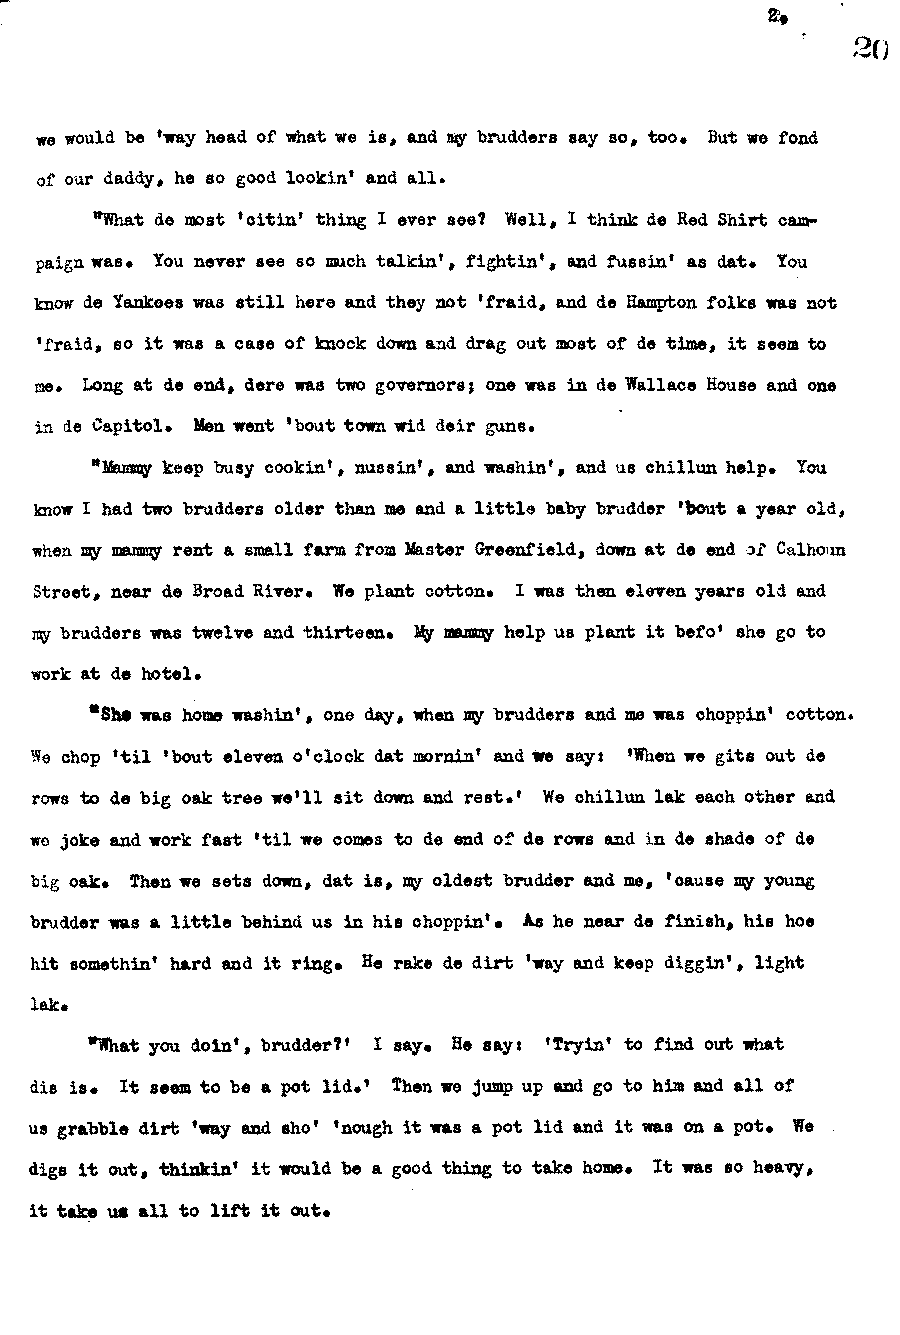 2.
20
we would be 'way head of what we is, and my brudders say so, too. But we fond
of our daddy, he so good lookin' and all.
"What de most 'citin' thing I ever see? Well, I think de Red Shirt cam-
paign was. You never see so much talkin', fightin', and fussin' as dat. You
know de Yankees was still here and they not 'fraid, and de Hampton folks was not
'fraid, so it was a case of knock down and drag out most of de time, it seem to
me. Long at de end, dere was two governors; one was in de Wallace House and one
in de Capitol. Men went 'bout town wid deir guns.
"Mammy keep busy cookin', nussin', and washin', and us chillun help. You
know I had two brudders older than me and a little baby brudder 'bout a year old,
when my mammy rent a small farm from Master Greenfield, down at de end of Calhoun
Street, near de Broad River. We plant cotton. I was then eleven years old and
my brudders was twelve and thirteen. My mammy help us plant it befo' she go to
work at de hotel.
"She was home washin', one day, when my brudders and me was choppin' cotton.
We chop 'til 'bout eleven o'clock dat mornin' and we say: 'When we gits out de
rows to de big oak tree we'll sit down and rest.' We chillun lak each other and
we joke and work fast 'til we comes to de end of de rows and in de shade of de
big oak. Then we sets down, dat is, my oldest brudder and me, 'cause my young
brudder was a little behind us in his choppin'. As he near de finish, his hoe
hit somethin' hard and it ring. He rake de dirt 'way and keep diggin', light
lak.
"What you doin', brudder?' I say. He say: 'Tryin' to find out what
dis is. It seem to be a pot lid.' Then we jump up and go to him and all of
us grabble dirt 'way and sho' 'nough it was a pot lid and it was on a pot. We
digs it out, thinkin' it would be a good thing to take home. It was so heavy,
it take us all to lift it out.